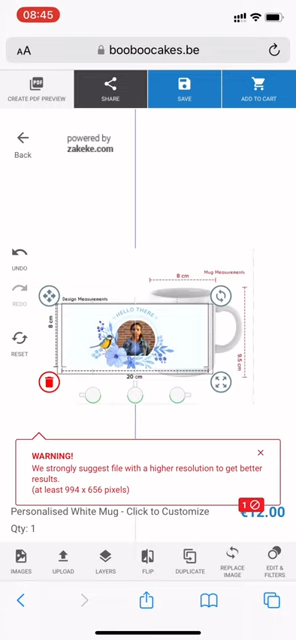 08:45
AA
booboocakes.be
PDF
CREATE PDF PREVIEW
SHARE
SAVE
ADD TO CART
Back
powered by
zakeke.com
UNDO
REDO
RESET
Mug Measurements
8 cm
Design Measurements
HELLO THERE
8 cm
9.5 cm
20 cm
WARNING!
We strongly suggest file with a higher resolution to get better
results.
(at least 994 x 656 pixels)
1
Personalised White Mug - Click to Customize
€12.00
Qty: 1
IMAGES
UPLOAD
LAYERS
FLIP
DUPLICATE
REPLACE
IMAGE
EDIT &
FILTERS